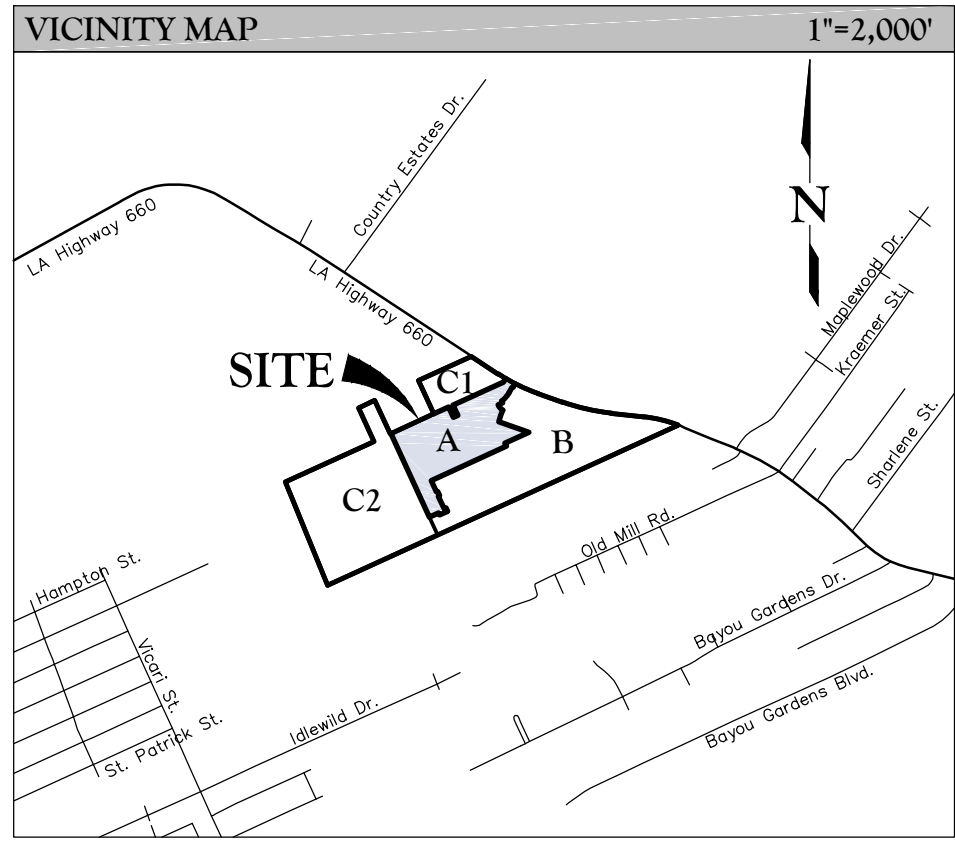 VICINITY MAP 1"=2,000'
Country Estates Dr.
LA Highway 660
N
Maplewood Dr.
LA Highway 660
Kraemer St.
SITE
C1
Sharlene St.
A
B
C2
Old Mill Rd.
Hampton St.
Bayou Gardens Dr.
Vicari St.
Bayou Gardens Blvd.
Idlewild Dr.
St. Patrick St.